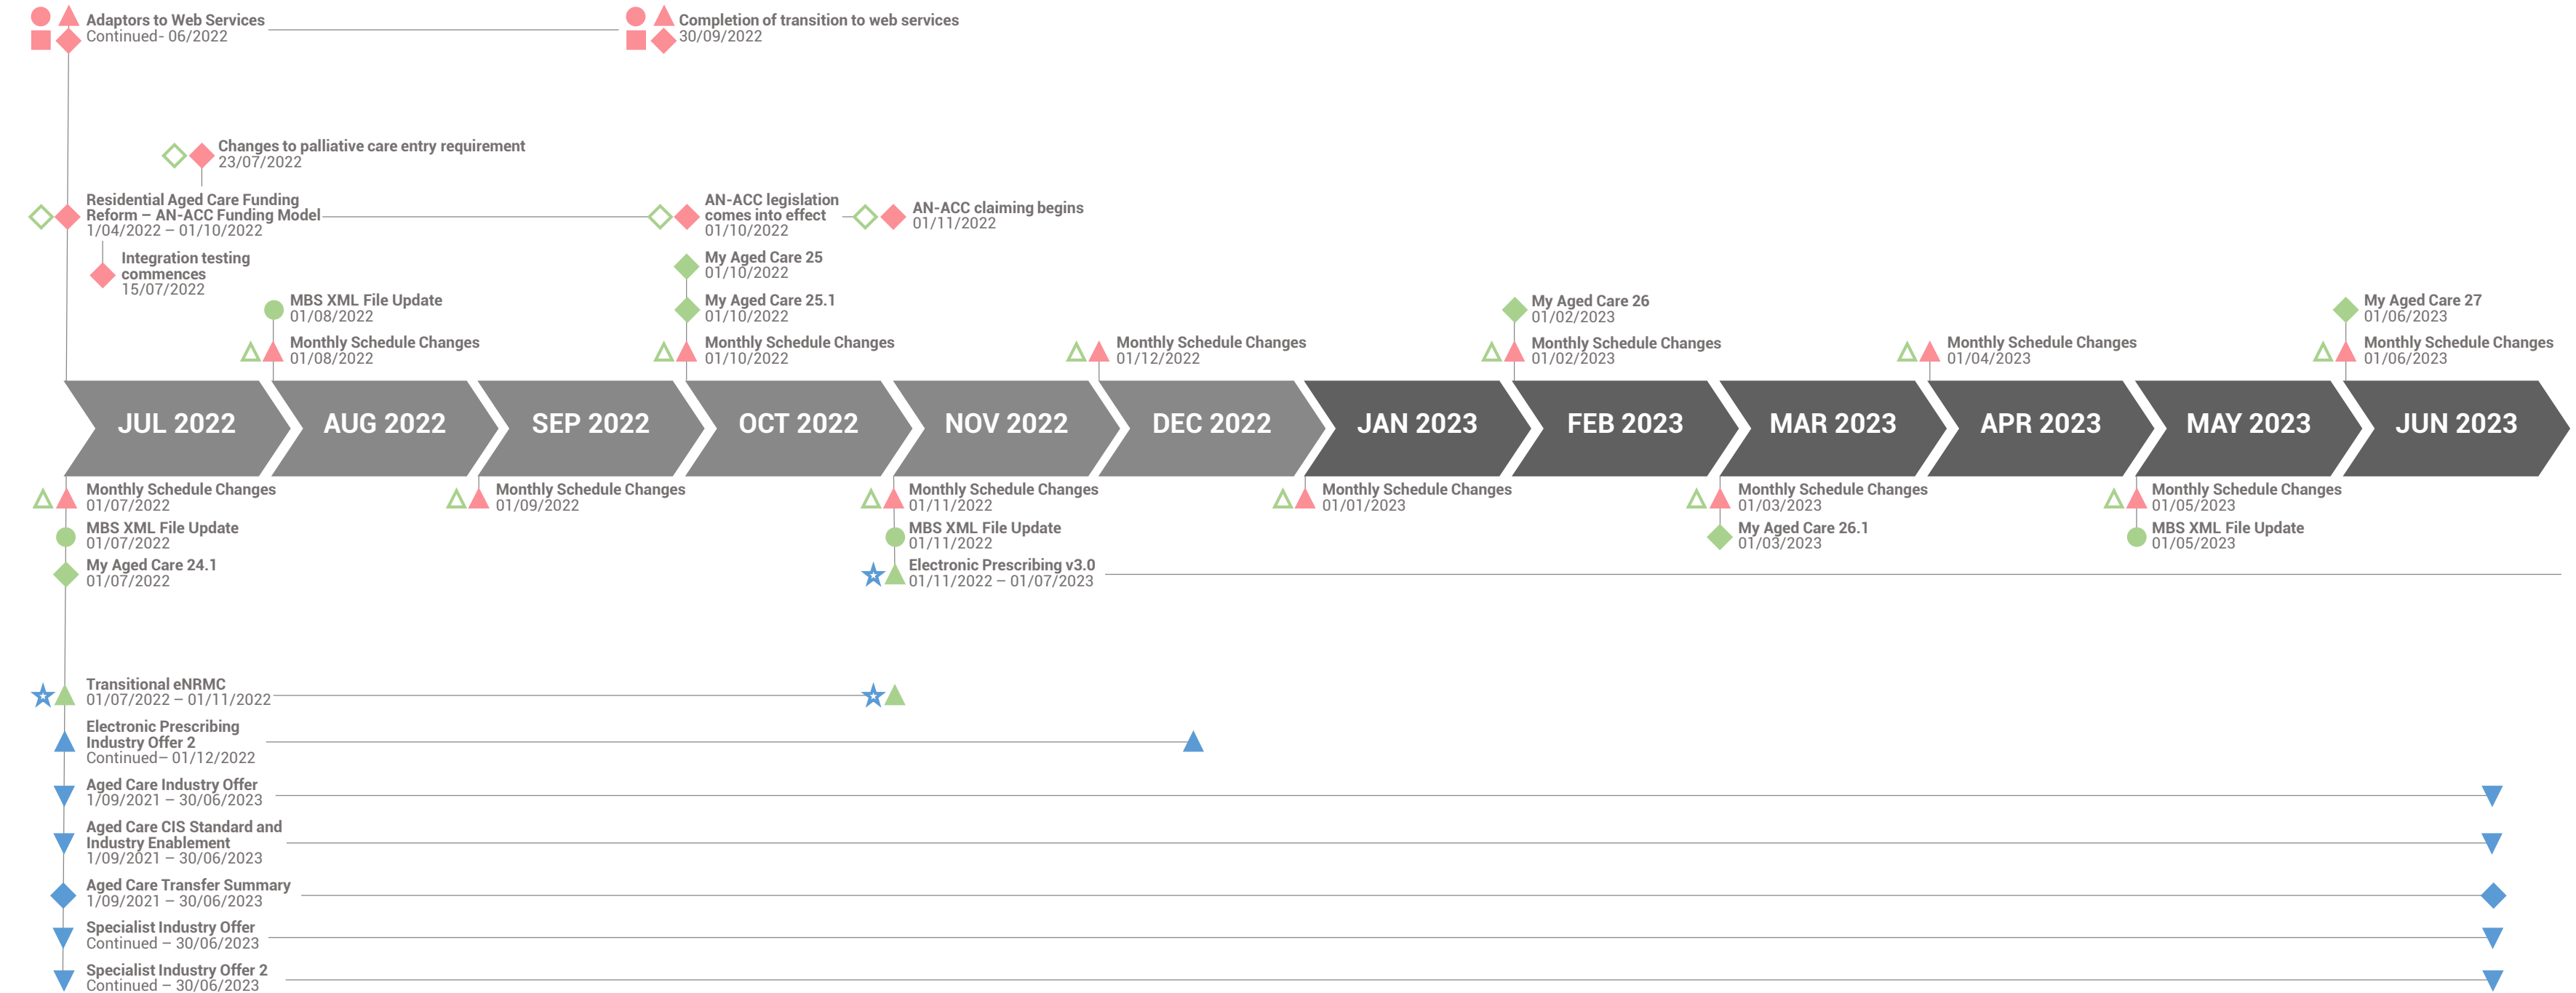 Adaptors to Web Services
Continued- 06/2022
Completion of transition to web services
30/09/2022
Changes to palliative care entry requirement
23/07/2022
Residential Aged Care Funding
Reform – AN-ACC Funding Model
1/04/2022 – 01/10/2022
AN-ACC legislation
comes into effect
01/10/2022
AN-ACC claiming begins
01/11/2022
Integration testing
commences
15/07/2022
My Aged Care 25
01/10/2022
MBS XML File Update
01/08/2022
My Aged Care 25.1
01/10/2022
My Aged Care 26
01/02/2023
My Aged Care 27
01/06/2023
Monthly Schedule Changes
01/08/2022
Monthly Schedule Changes
01/10/2022
Monthly Schedule Changes
01/12/2022
Monthly Schedule Changes
01/02/2023
Monthly Schedule Changes
01/04/2023
Monthly Schedule Changes
01/06/2023
JUL 2022
AUG 2022
SEP 2022
OCT 2022
NOV 2022
DEC 2022
JAN 2023
FEB 2023
MAR 2023
APR 2023
MAY 2023
JUN 2023
Monthly Schedule Changes
01/07/2022
Monthly Schedule Changes
01/09/2022
Monthly Schedule Changes
01/11/2022
Monthly Schedule Changes
01/01/2023
Monthly Schedule Changes
01/03/2023
Monthly Schedule Changes
01/05/2023
MBS XML File Update
01/07/2022
MBS XML File Update
01/11/2022
My Aged Care 26.1
01/03/2023
MBS XML File Update
01/05/2023
My Aged Care 24.1
01/07/2022
Electronic Prescribing v3.0
01/11/2022 – 01/07/2023
Transitional eNRMC
01/07/2022 – 01/11/2022
Electronic Prescribing
Industry Offer 2
Continued– 01/12/2022
Aged Care Industry Offer
1/09/2021 – 30/06/2023
Aged Care CIS Standard and
Industry Enablement
1/09/2021 – 30/06/2023
Aged Care Transfer Summary
1/09/2021 – 30/06/2023
Specialist Industry Offer
Continued – 30/06/2023
Specialist Industry Offer 2
Continued – 30/06/2023